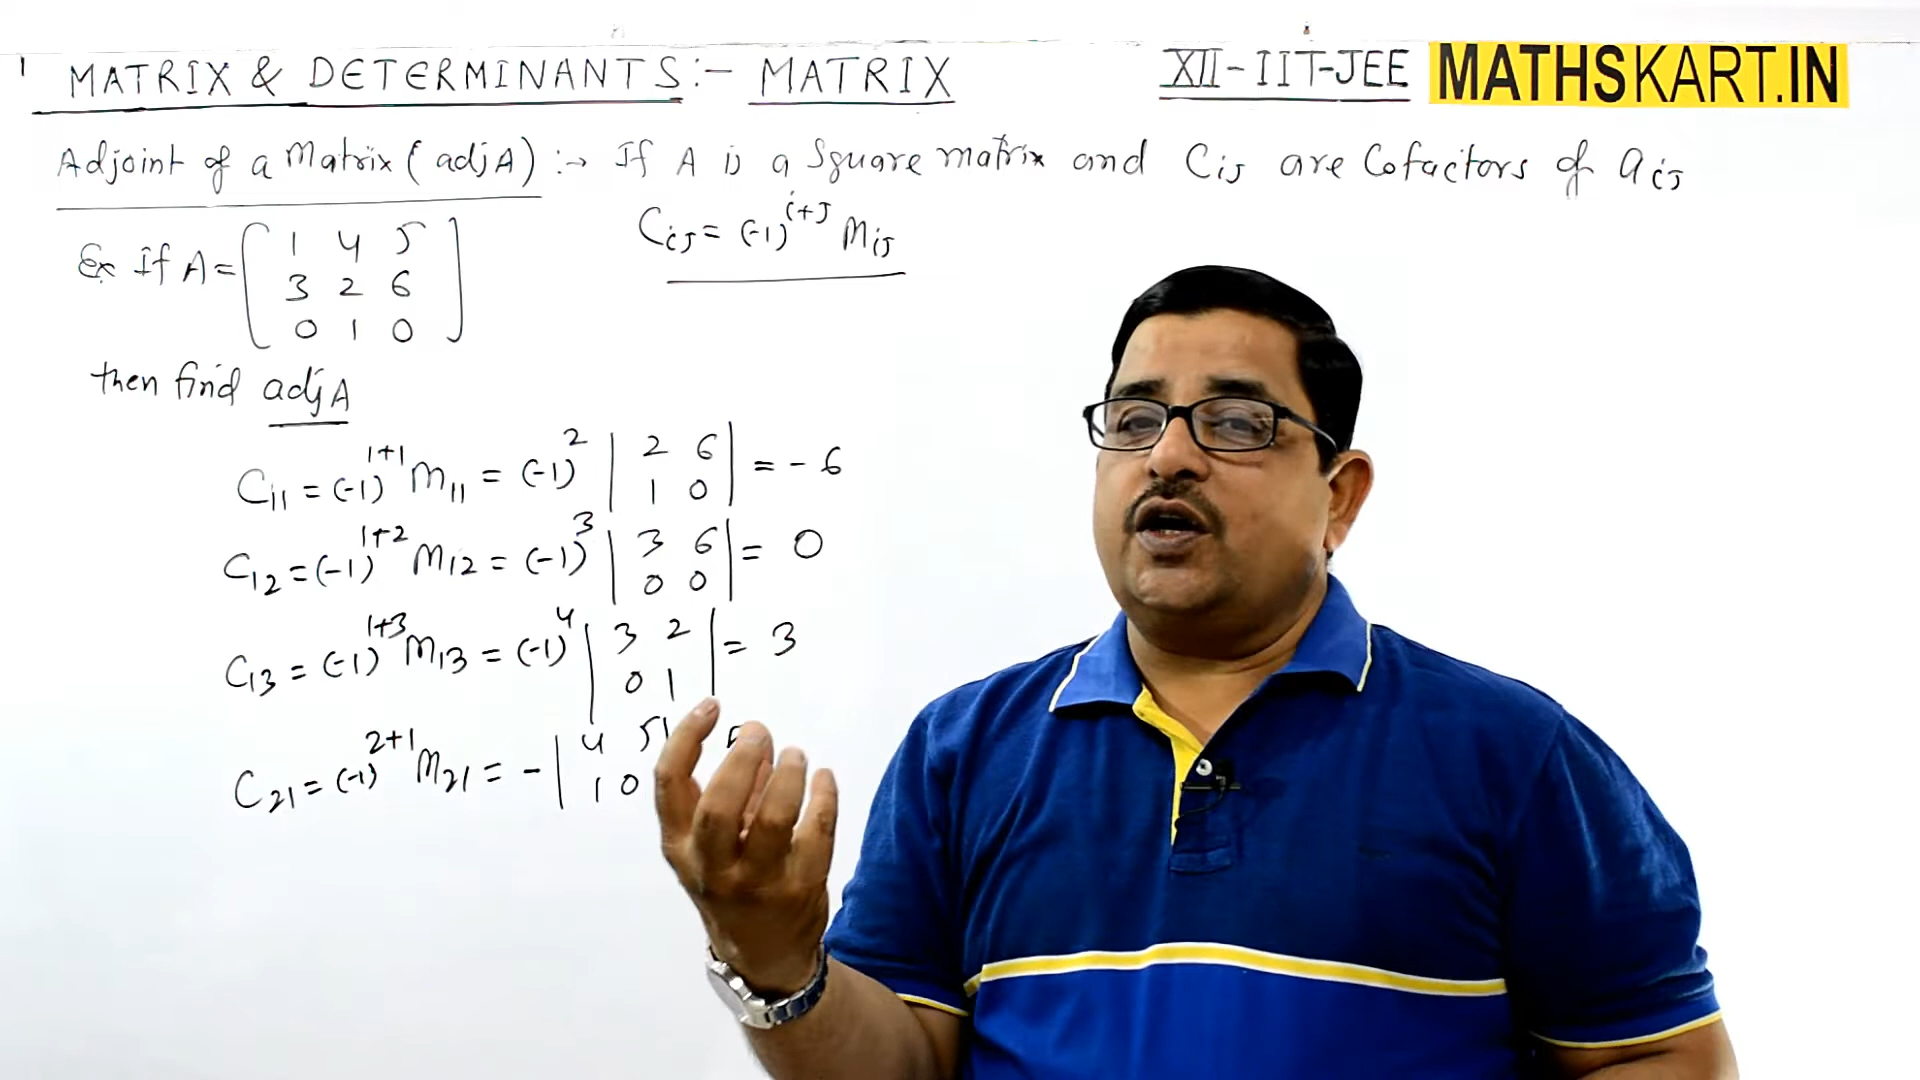 MATRIX & DETERMINANTS:- MATRIX XII-IIT-JEE MATHSKART.IN
Adjoint of a Matrix (adj A) :→ If A is a Square matrix and Cij are Cofactors of aij
Cij = (-1)^i+j Mij
Ex If A = [ 1 4 5
3 2 6
0 1 0 ]
then find adj A
C11 = (-1)^1+1 M11 = (-1)^2 | 2 6
1 0 | = -6
C12 = (-1)^1+2 M12 = (-1)^3 | 3 6
0 0 | = 0
C13 = (-1)^1+3 M13 = (-1)^4 | 3 2
0 1 | = 3
C21 = (-1)^2+1 M21 = - | 4 5 |
1 0